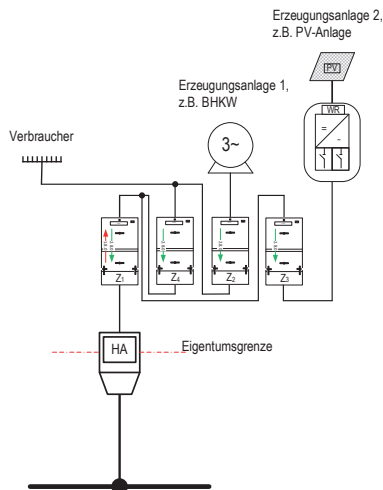 Erzeugungsanlage 2,
z.B. PV-Anlage
PV
Erzeugungsanlage 1,
z.B. BHKW
WR
Verbraucher
3~
=
~
Z1
Z4
Z2
Z3
HA
Eigentumsgrenze